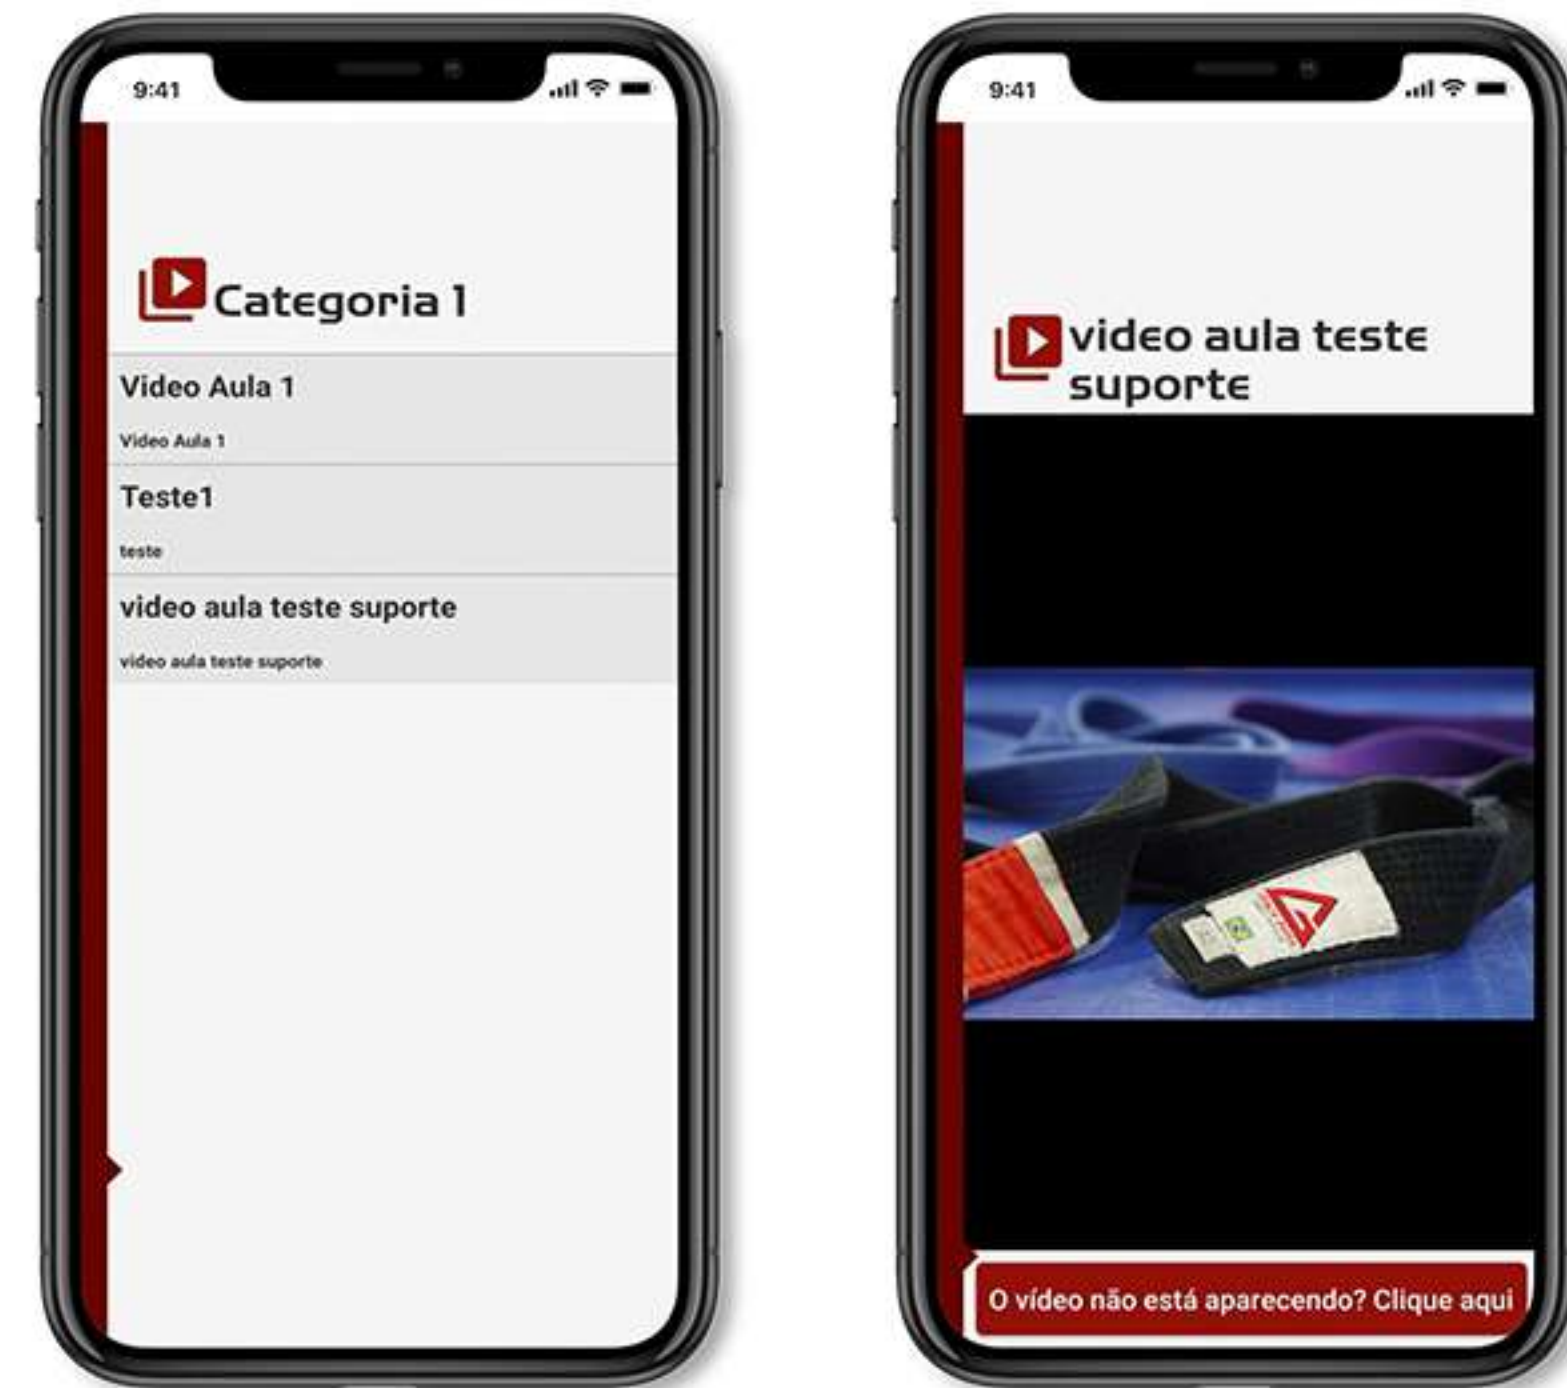 9:41
Categoria 1
Video Aula 1
Video Aula 1
Teste1
teste
video aula teste suporte
video aula teste suporte
9:41
video aula teste
suporte
O vídeo não está aparecendo? Clique aqui